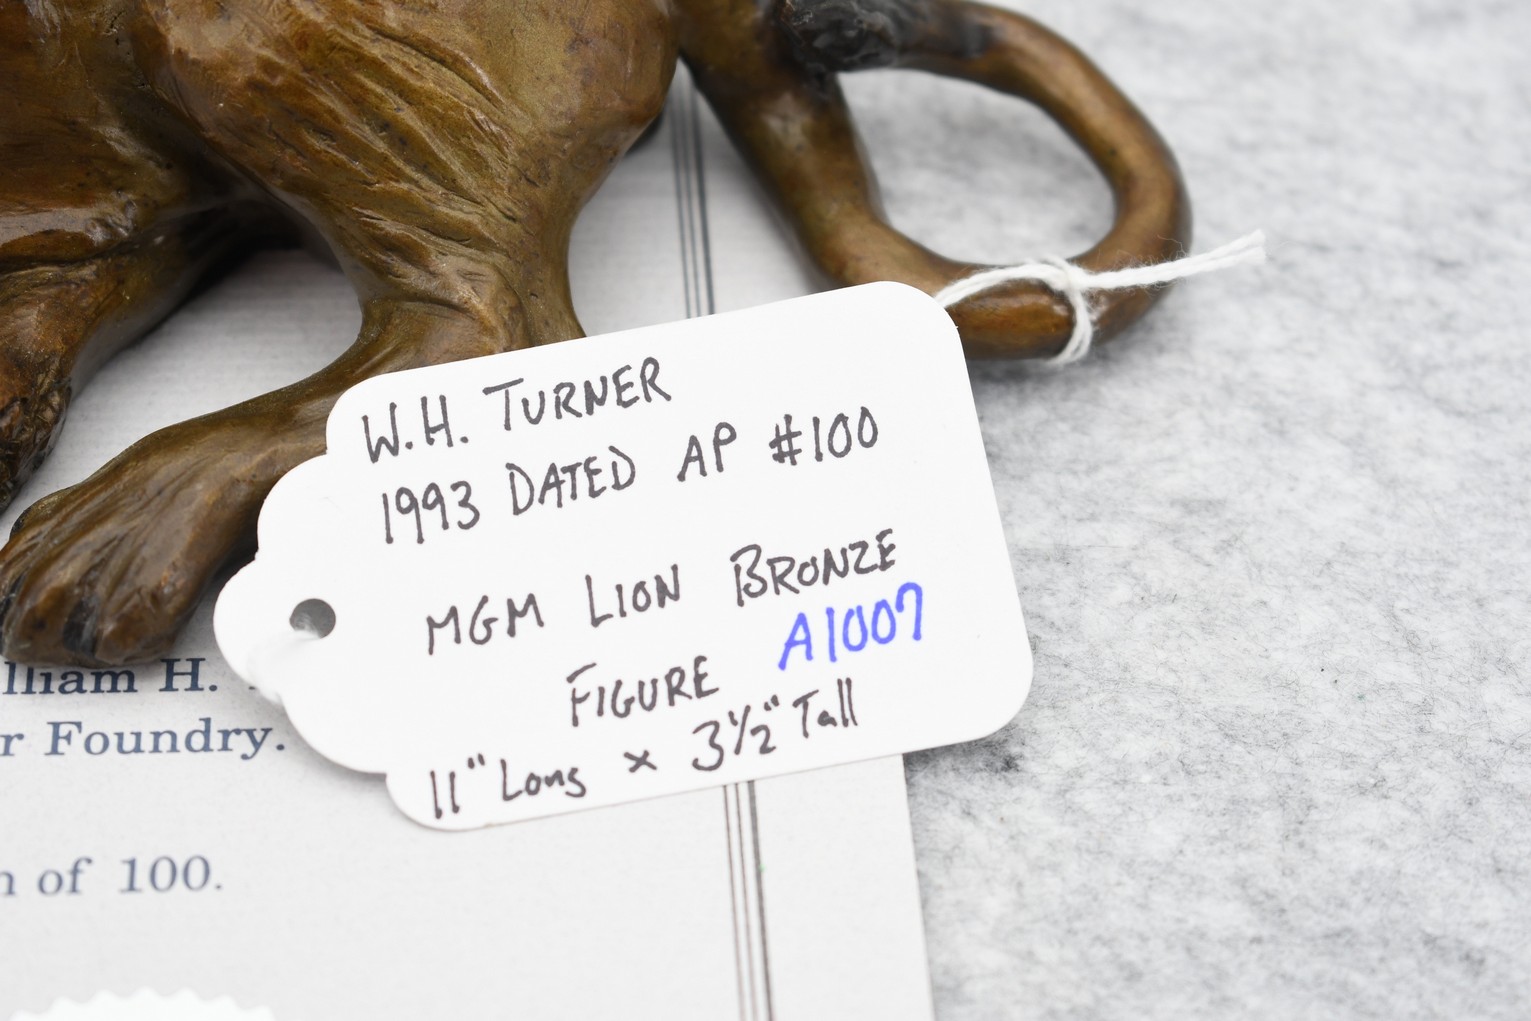 W.H. TURNER
1993 DATED AP #100
MGM LION BRONZE
FIGURE A1007
11" Long x 3½" Tall
lliam H.
r Foundry.
n of 100.